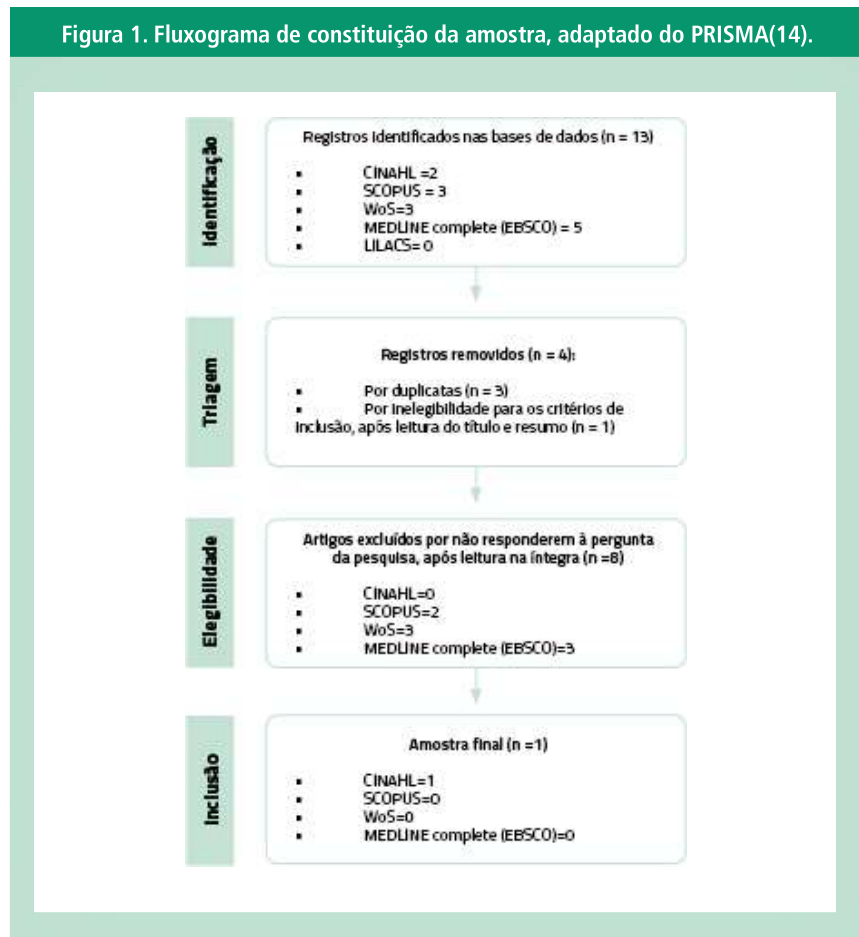 Figura 1. Fluxograma de constituição da amostra, adaptado do PRISMA(14).
Identificação
Registros identificados nas bases de dados (n = 13)
▪ CINAHL =2
▪ SCOPUS = 3
▪ WoS=3
▪ MEDLINE complete (EBSCO) = 5
▪ LILACS= 0
Triagem
Registros removidos (n = 4):
▪ Por duplicatas (n = 3)
▪ Por inelegibilidade para os critérios de
inclusão, após leitura do título e resumo (n = 1)
Elegibilidade
Artigos excluídos por não responderem à pergunta
da pesquisa, após leitura na íntegra (n =8)
▪ CINAHL=0
▪ SCOPUS=2
▪ WoS=3
▪ MEDLINE complete (EBSCO)=3
Inclusão
Amostra final (n =1)
▪ CINAHL=1
▪ SCOPUS=0
▪ WoS=0
▪ MEDLINE complete (EBSCO)=0